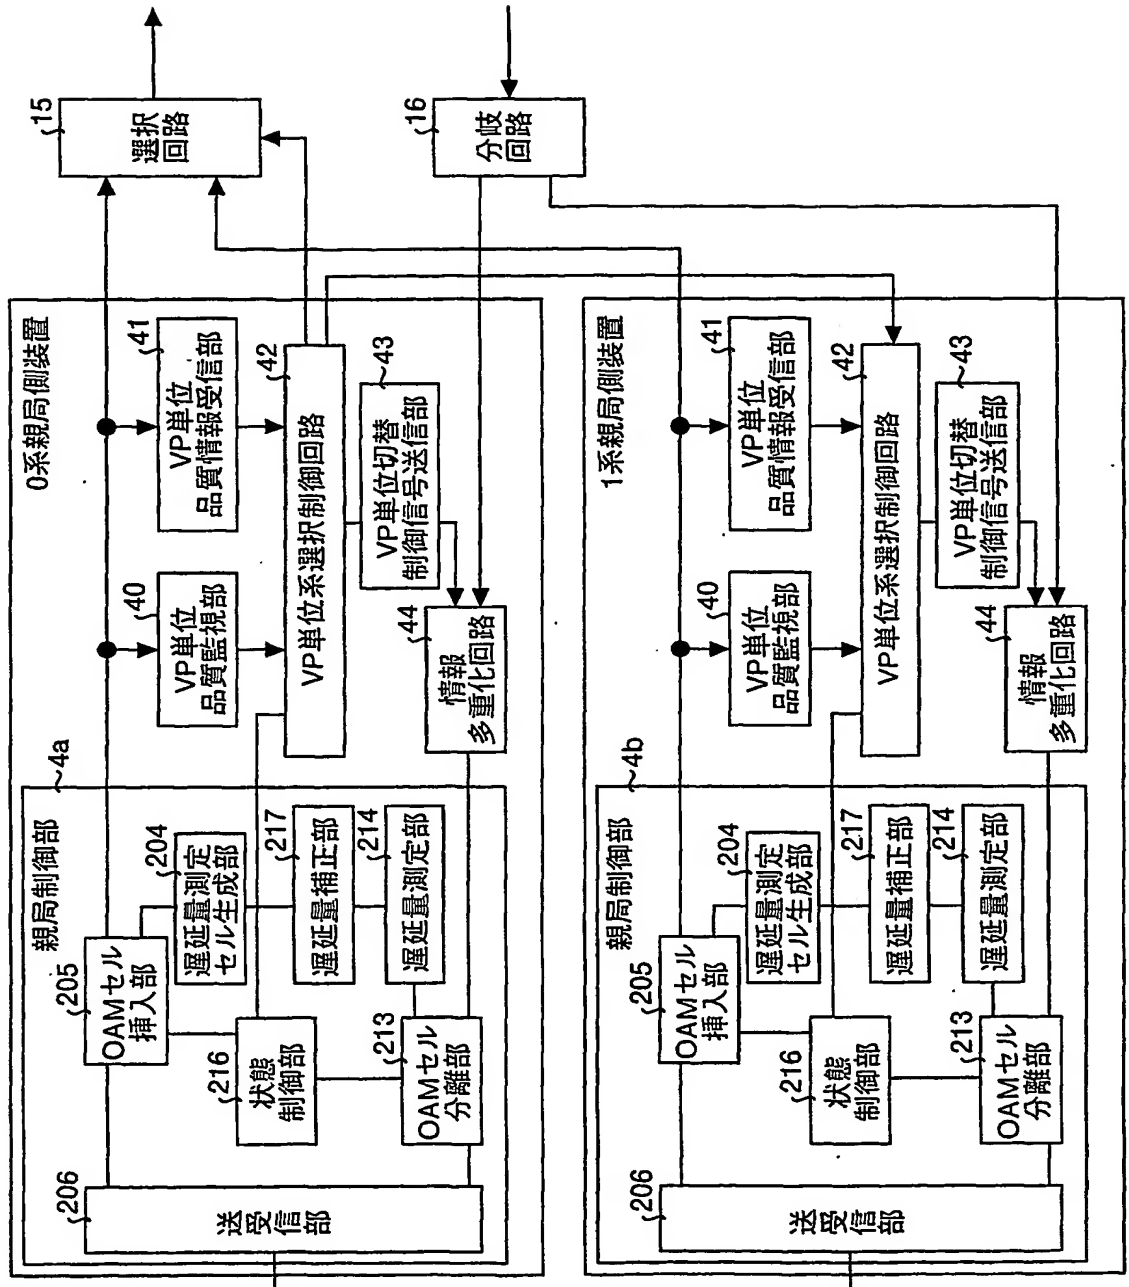 0系親局側装置
4a
親局制御部
206
送受信部
205
OAMセル
挿入部
216
状態
制御部
213
OAMセル
分離部
204
遅延量測定
セル生成部
217
遅延量補正部
214
遅延量測定部
40
VP単位
品質監視部
41
VP単位
品質情報受信部
42
VP単位系選択制御回路
43
VP単位切替
制御信号送信部
44
情報
多重化回路
15
選択
回路
16
分岐
回路
1系親局側装置
4b
親局制御部
206
送受信部
205
OAMセル
挿入部
216
状態
制御部
213
OAMセル
分離部
204
遅延量測定
セル生成部
217
遅延量補正部
214
遅延量測定部
40
VP単位
品質監視部
41
VP単位
品質情報受信部
42
VP単位系選択制御回路
43
VP単位切替
制御信号送信部
44
情報
多重化回路